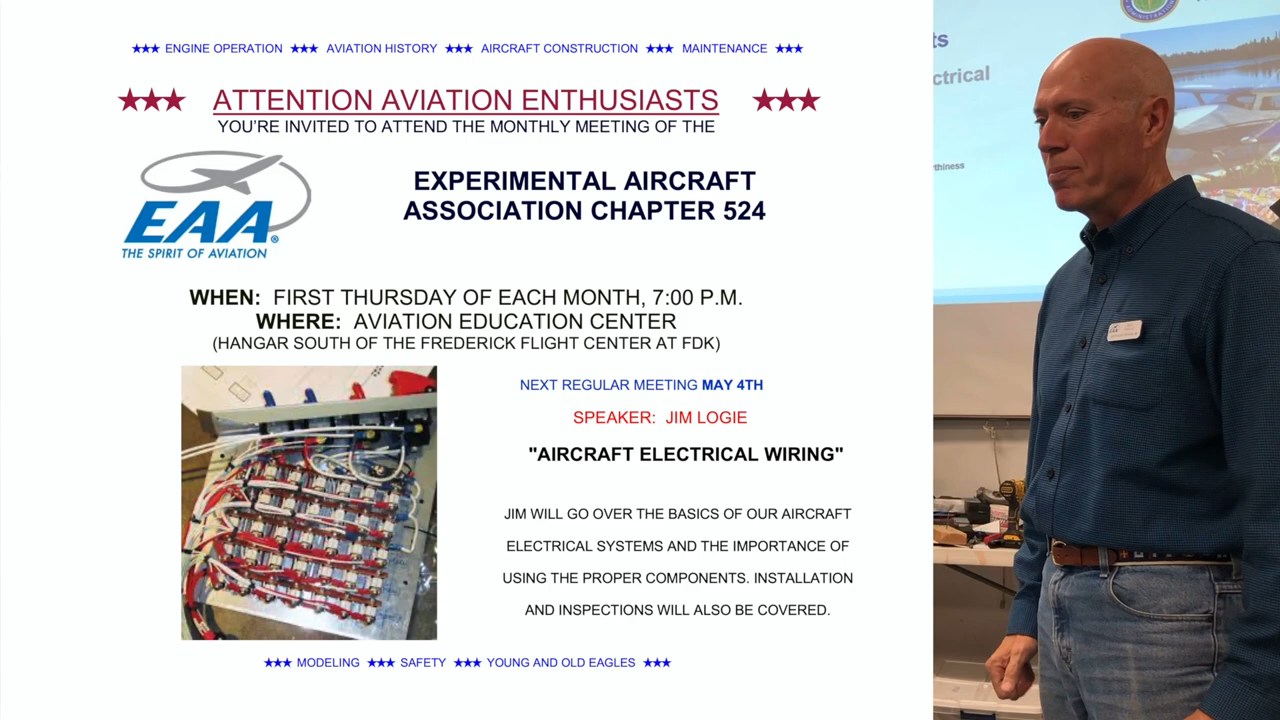 ★★★ ENGINE OPERATION ★★★ AVIATION HISTORY ★★★ AIRCRAFT CONSTRUCTION ★★★ MAINTENANCE ★★★
★★★ ATTENTION AVIATION ENTHUSIASTS ★★★
YOU'RE INVITED TO ATTEND THE MONTHLY MEETING OF THE
EAA®
THE SPIRIT OF AVIATION
EXPERIMENTAL AIRCRAFT
ASSOCIATION CHAPTER 524
WHEN: FIRST THURSDAY OF EACH MONTH, 7:00 P.M.
WHERE: AVIATION EDUCATION CENTER
(HANGAR SOUTH OF THE FREDERICK FLIGHT CENTER AT FDK)
NEXT REGULAR MEETING MAY 4TH
SPEAKER: JIM LOGIE
"AIRCRAFT ELECTRICAL WIRING"
JIM WILL GO OVER THE BASICS OF OUR AIRCRAFT
ELECTRICAL SYSTEMS AND THE IMPORTANCE OF
USING THE PROPER COMPONENTS. INSTALLATION
AND INSPECTIONS WILL ALSO BE COVERED.
★★★ MODELING ★★★ SAFETY ★★★ YOUNG AND OLD EAGLES ★★★
ts
ctrical
rthiness
EAA